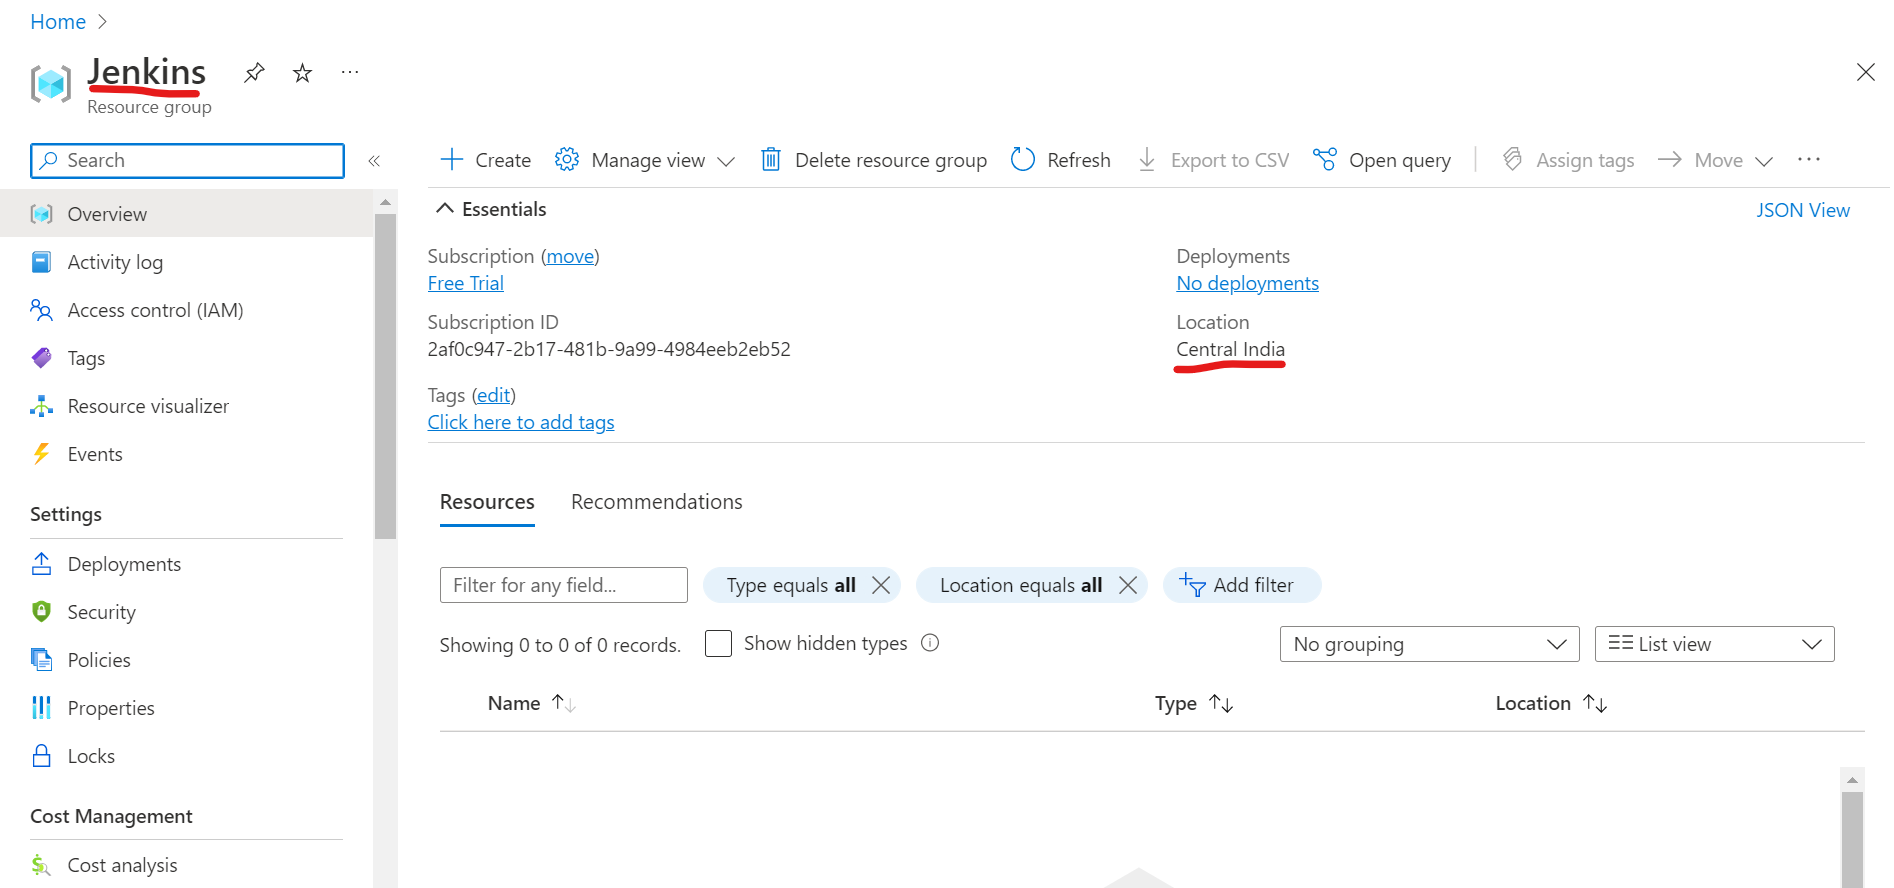 Home
Jenkins
Resource group
Search
Overview
Activity log
Access control (IAM)
Tags
Resource visualizer
Events
Settings
Deployments
Security
Policies
Properties
Locks
Cost Management
Cost analysis
Create Manage view Delete resource group Refresh Export to CSV Open query Assign tags Move
Essentials JSON View
Subscription (move)
Free Trial
Subscription ID
2af0c947-2b17-481b-9a99-4984eeb2eb52
Tags (edit)
Click here to add tags
Deployments
No deployments
Location
Central India
Resources Recommendations
Filter for any field... Type equals all Location equals all Add filter
Showing 0 to 0 of 0 records. Show hidden types No grouping List view
Name Type Location